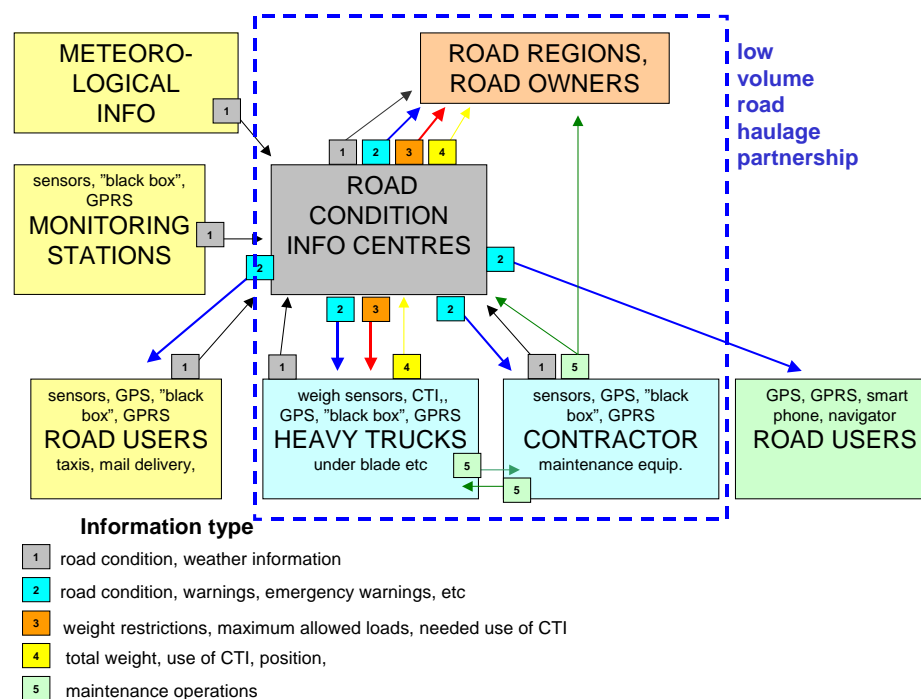 METEORO-
LOGICAL
INFO
1
ROAD REGIONS,
ROAD OWNERS
low
volume
road
haulage
partnership
1
2
3
4
sensors, "black box",
GPRS
MONITORING
STATIONS
1
2
ROAD
CONDITION
INFO CENTRES
2
2
3
2
1
1
4
1
5
sensors, GPS, "black
box", GPRS
ROAD USERS
taxis, mail delivery,
weigh sensors, CTI,,
GPS, "black box", GPRS
HEAVY TRUCKS
under blade etc
5
sensors, GPS, "black
box", GPRS
CONTRACTOR
maintenance equip.
5
GPS, GPRS, smart
phone, navigator
ROAD USERS
Information type
1 road condition, weather information
2 road condition, warnings, emergency warnings, etc
3 weight restrictions, maximum allowed loads, needed use of CTI
4 total weight, use of CTI, position,
5 maintenance operations